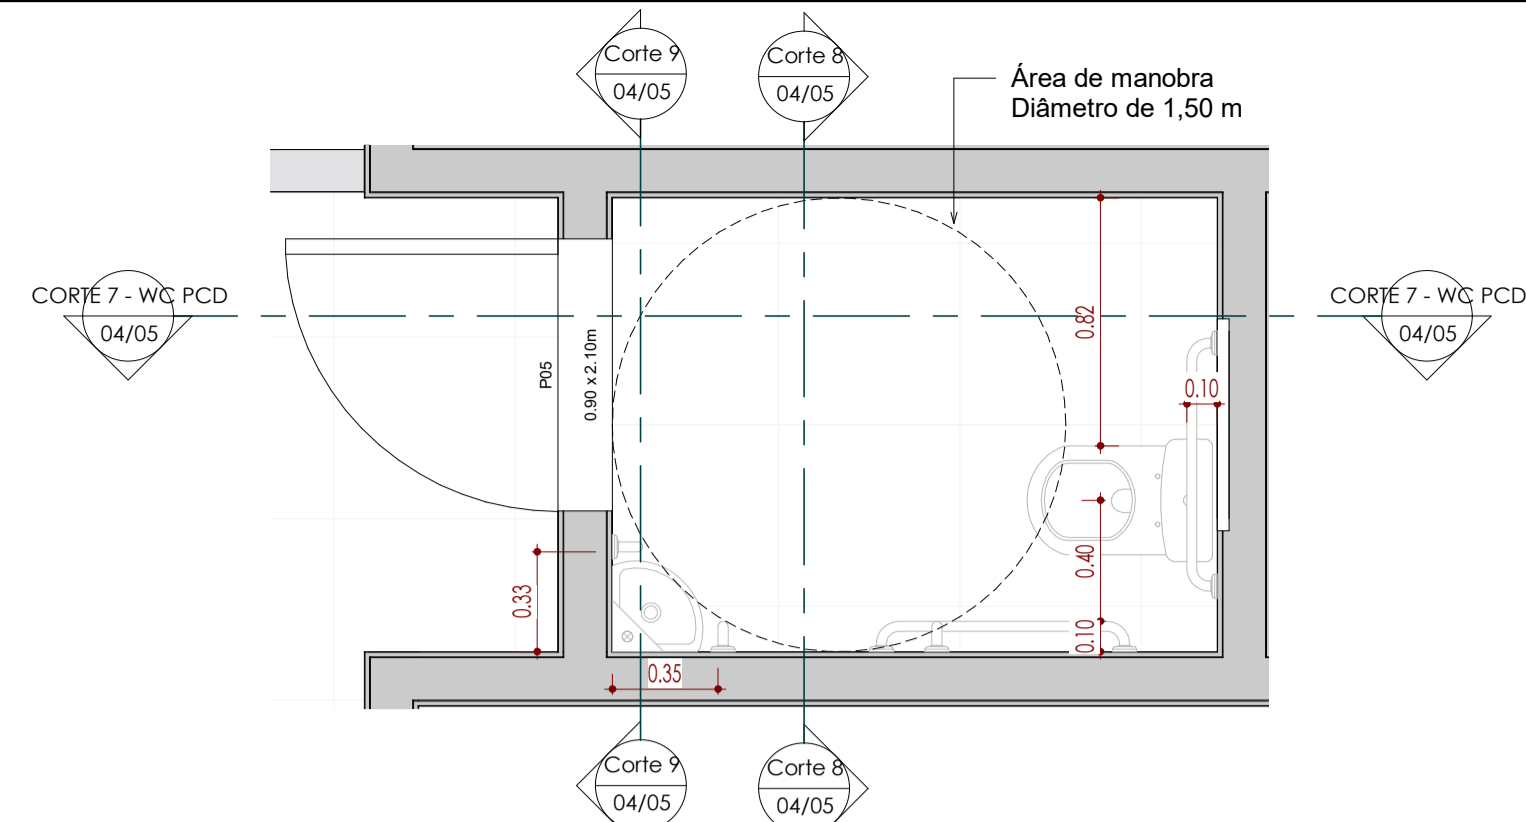 Corte 9
04/05
Corte 8
04/05
Área de manobra
Diâmetro de 1,50 m
CORTE 7 - WC PCD
04/05
CORTE 7 - WC PCD
04/05
P05
0.90 x 2.10m
0.82
0.10
0.40
0.10
0.33
0.35
Corte 9
04/05
Corte 8
04/05